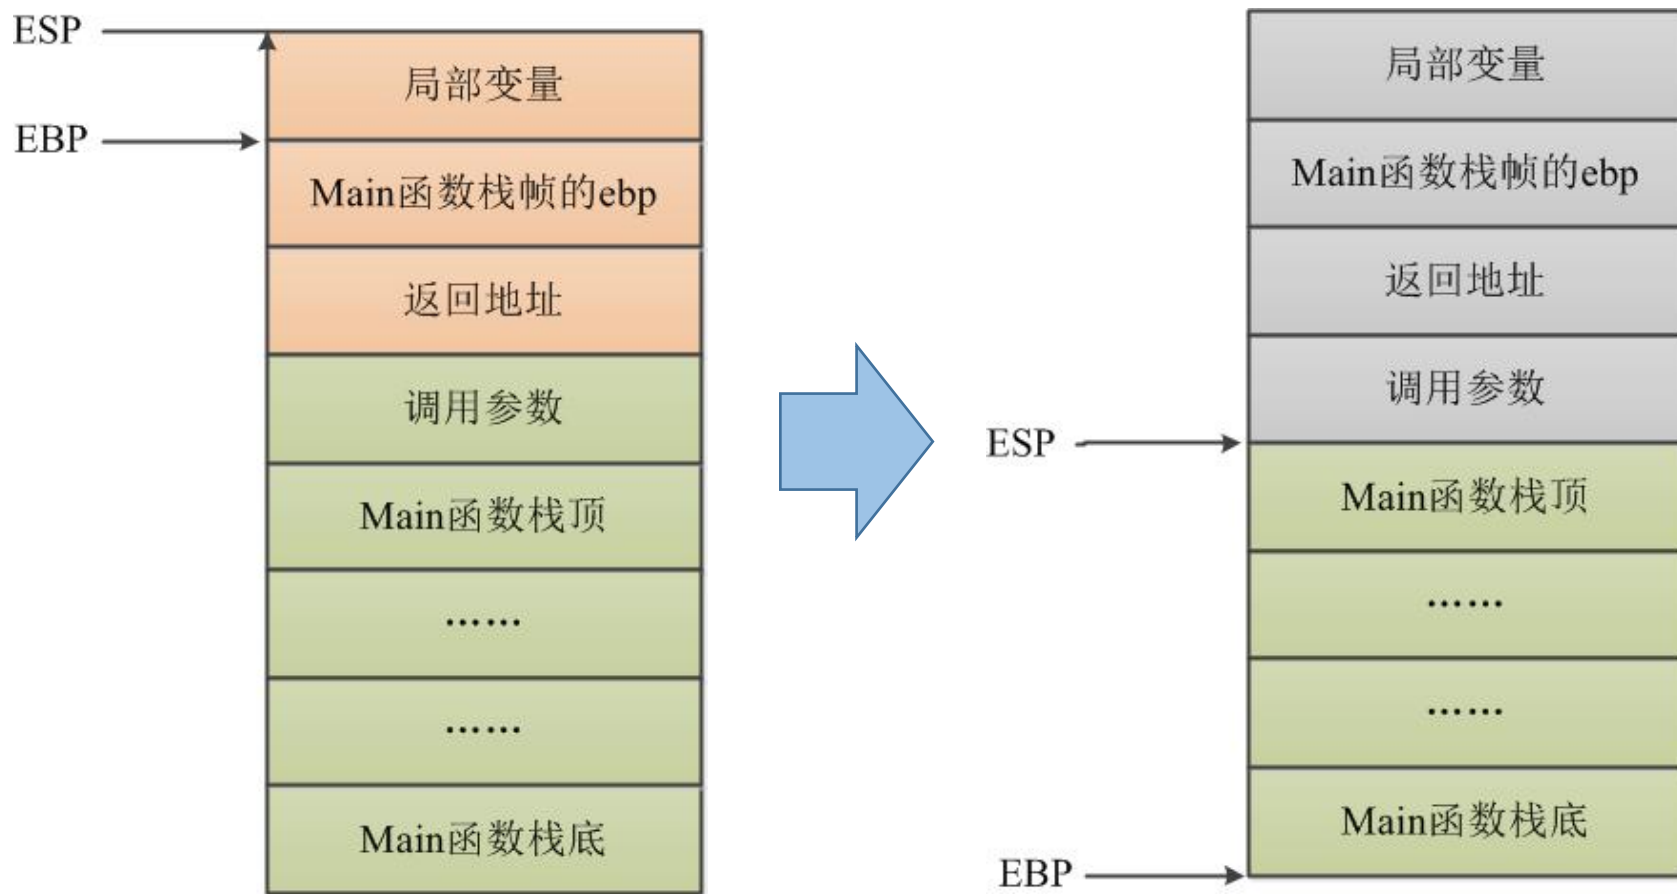 ESP
局部变量
EBP
Main函数栈帧的ebp
返回地址
调用参数
Main函数栈顶
……
……
Main函数栈底
局部变量
Main函数栈帧的ebp
返回地址
调用参数
ESP
Main函数栈顶
……
……
Main函数栈底
EBP